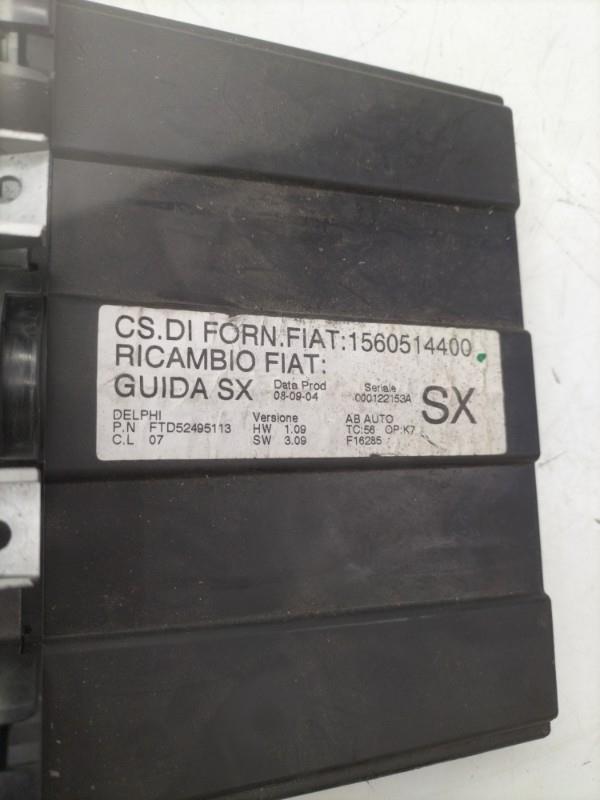 CS.DI FORN.FIAT:1560514400
RICAMBIO FIAT:
GUIDA SX Data Prod 08-09-04 Seriale 000122153A SX
DELPHI Versione AB AUTO
P.N FTD52495113 HW 1.09 TC:56 OP:K7
C.L 07 SW 3.09 F16285